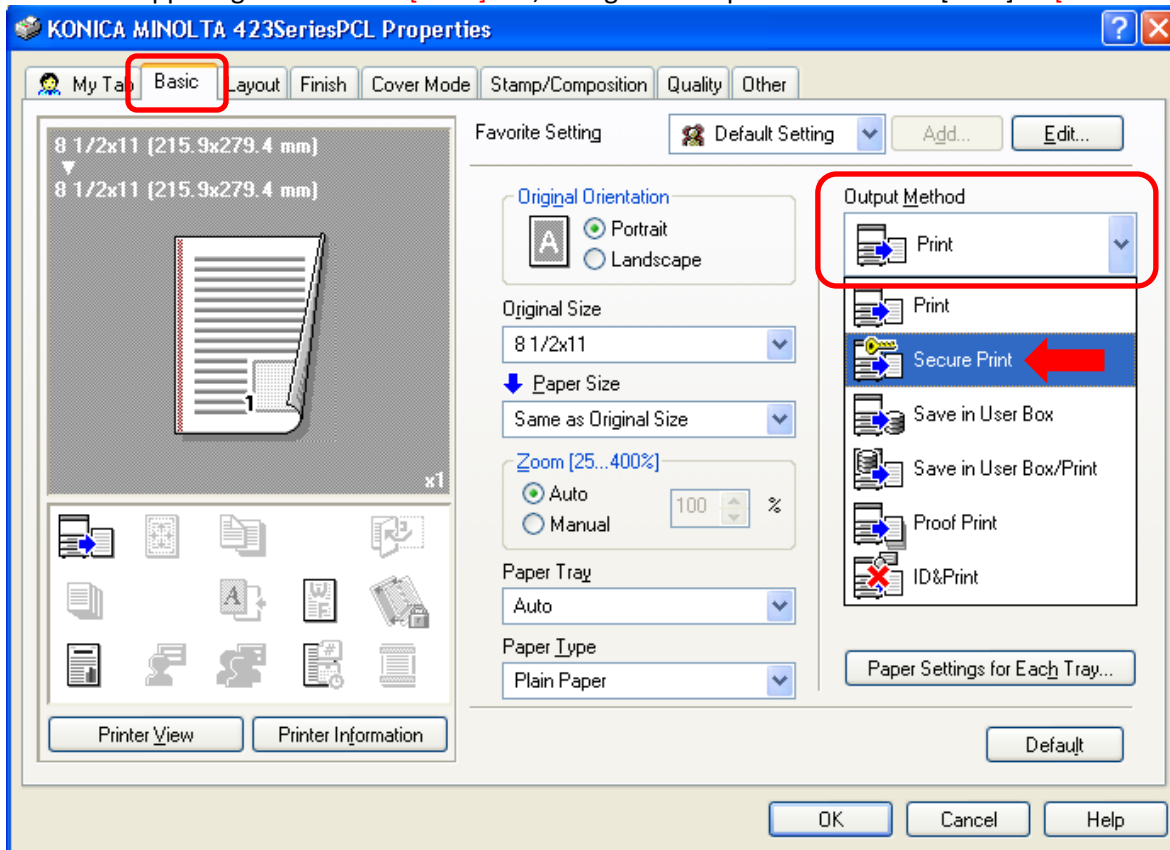 KONICA MINOLTA 423SeriesPCL Properties
My Tab Basic Layout Finish Cover Mode Stamp/Composition Quality Other
8 1/2x11 (215.9x279.4 mm)
8 1/2x11 (215.9x279.4 mm)
1
x1
Printer View Printer Information
Favorite Setting Default Setting Add... Edit...
Original Orientation
A
Portrait
Landscape
Original Size
8 1/2x11
Paper Size
Same as Original Size
Zoom [25...400%]
Auto
Manual
100 %
Paper Tray
Auto
Paper Type
Plain Paper
Output Method
Print
Print
Secure Print
Save in User Box
Save in User Box/Print
Proof Print
ID&Print
Paper Settings for Each Tray...
Default
OK Cancel Help